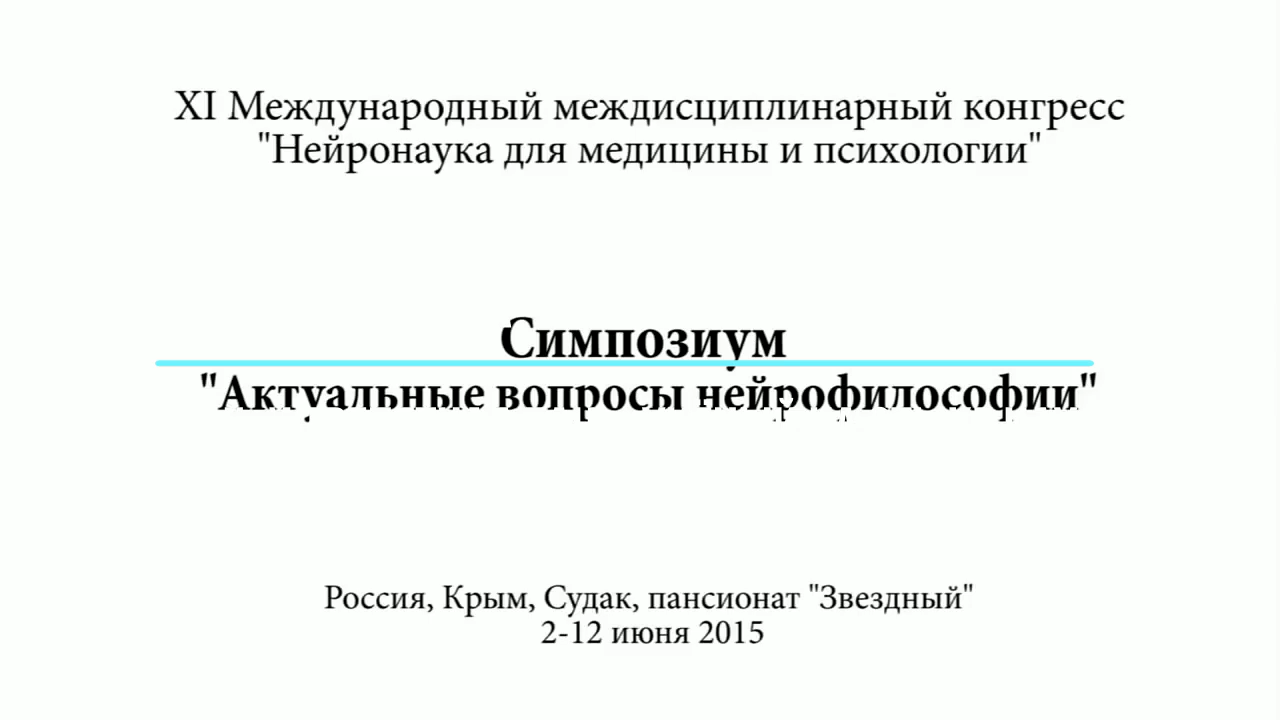 XI Международный междисциплинарный конгресс
"Нейронаука для медицины и психологии"
Симпозиум
"Актуальные вопросы нейрофилософии"
Россия, Крым, Судак, пансионат "Звездный"
2-12 июня 2015